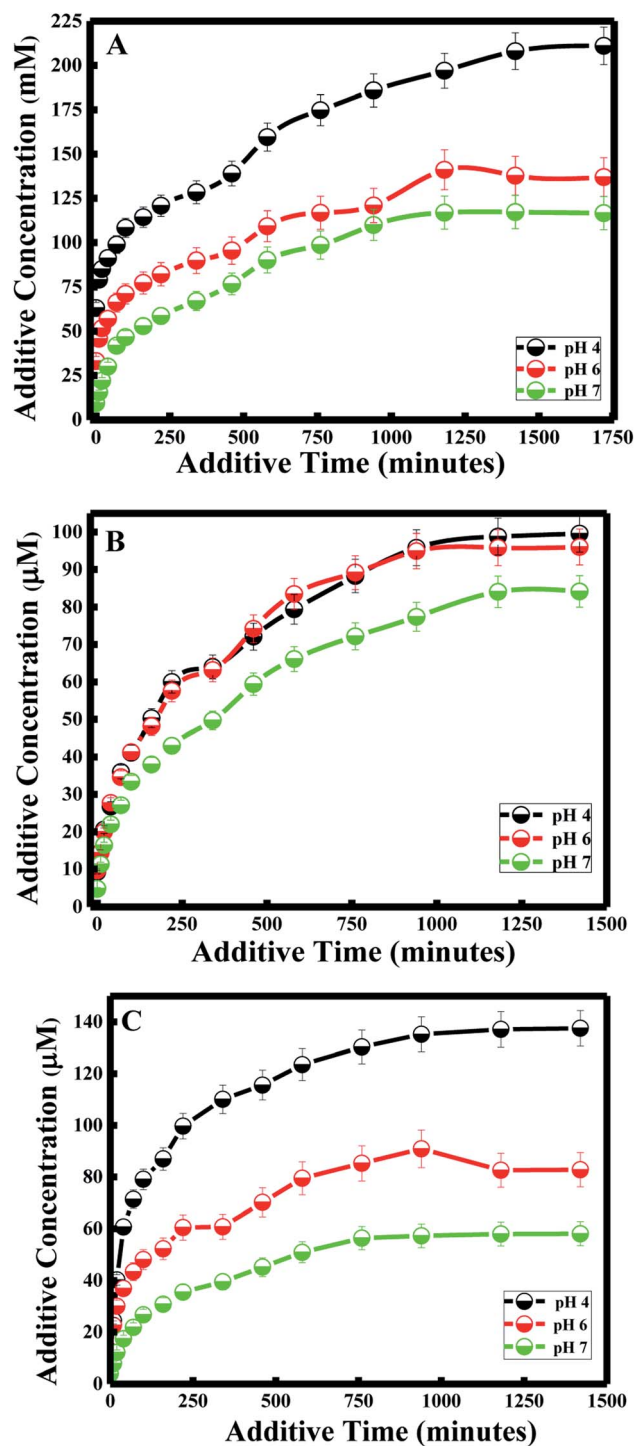 A
Additive Concentration (mM)
225
200
175
150
125
100
75
50
25
0
pH 4
pH 6
pH 7
0 250 500 750 1000 1250 1500 1750
Additive Time (minutes)
B
Additive Concentration (µM)
100
90
80
70
60
50
40
30
20
10
0
pH 4
pH 6
pH 7
0 250 500 750 1000 1250 1500
Additive Time (minutes)
C
Additive Concentration (µM)
140
120
100
80
60
40
20
0
pH 4
pH 6
pH 7
0 250 500 750 1000 1250 1500
Additive Time (minutes)